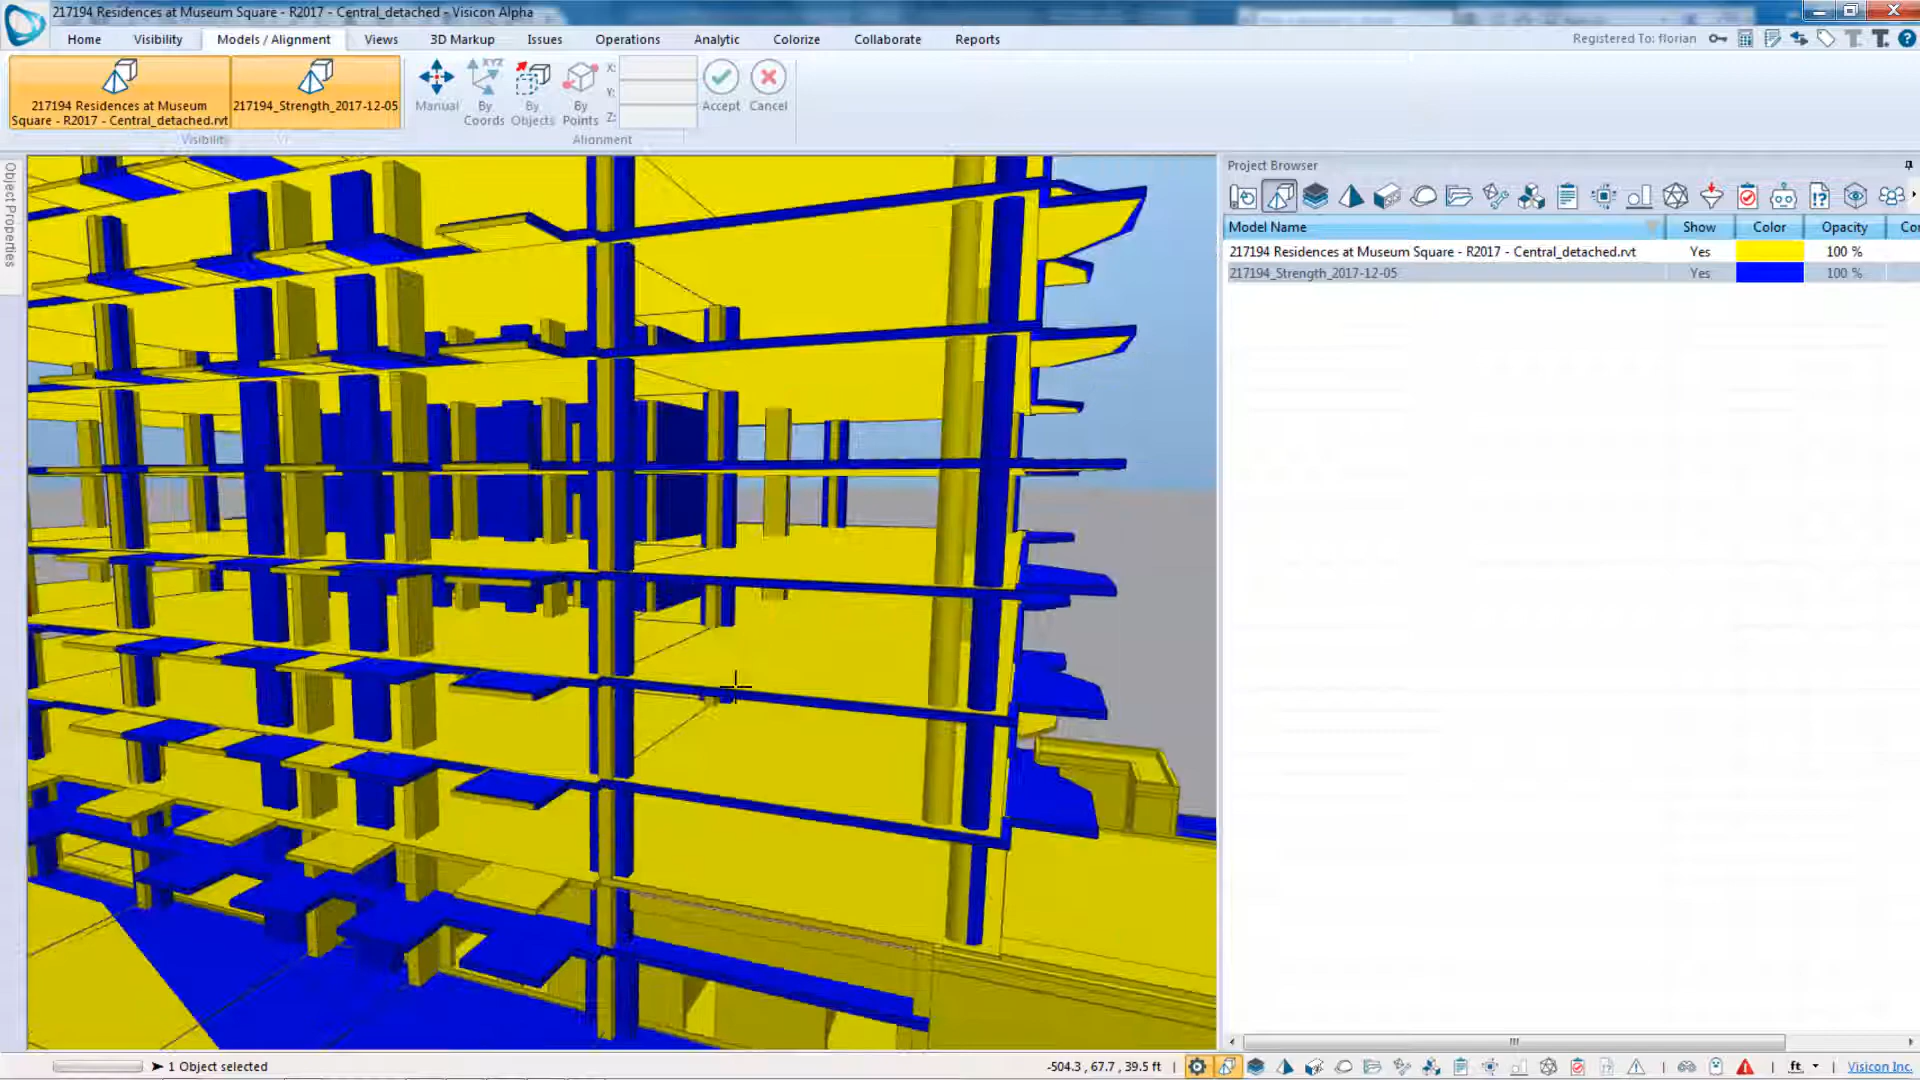 217194 Residences at Museum Square - R2017 - Central_detached - Visicon Alpha
Home Visibility Models / Alignment Views 3D Markup Issues Operations Analytic Colorize Collaborate Reports
Registered To: florian
217194 Residences at Museum
Square - R2017 - Central_detached.rvt
217194_Strength_2017-12-05
Visibility
Manual
By
Coords
XYZ
By
Objects
By
Points
X:
Y:
Z:
Accept
Cancel
Alignment
Object Properties
Project Browser
Model Name Show Color Opacity Co
217194 Residences at Museum Square - R2017 - Central_detached.rvt Yes 100 %
217194_Strength_2017-12-05 Yes 100 %
1 Object selected
-504.3 , 67.7 , 39.5 ft
ft
Visicon Inc.